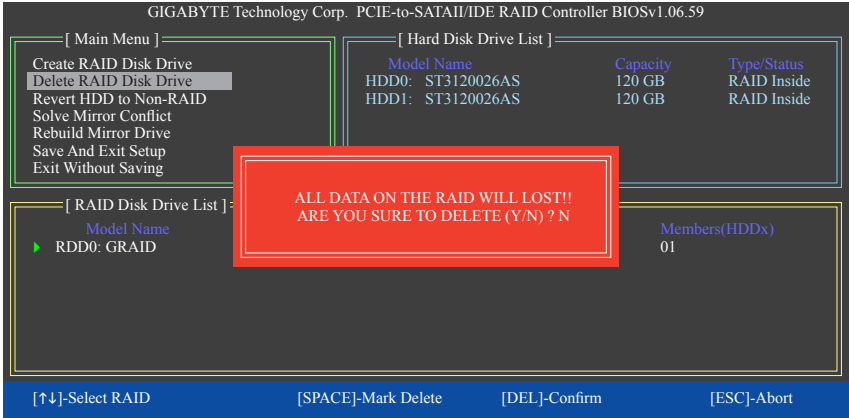 GIGABYTE Technology Corp. PCIE-to-SATAII/IDE RAID Controller BIOSv1.06.59
[ Main Menu ]
Create RAID Disk Drive
Delete RAID Disk Drive
Revert HDD to Non-RAID
Solve Mirror Conflict
Rebuild Mirror Drive
Save And Exit Setup
Exit Without Saving
[ Hard Disk Drive List ]
Model Name Capacity Type/Status
HDD0: ST3120026AS 120 GB RAID Inside
HDD1: ST3120026AS 120 GB RAID Inside
ALL DATA ON THE RAID WILL LOST!!
ARE YOU SURE TO DELETE (Y/N) ? N
[ RAID Disk Drive List ]
Model Name Members(HDDx)
RDD0: GRAID 01
[↑↓]-Select RAID [SPACE]-Mark Delete [DEL]-Confirm [ESC]-Abort